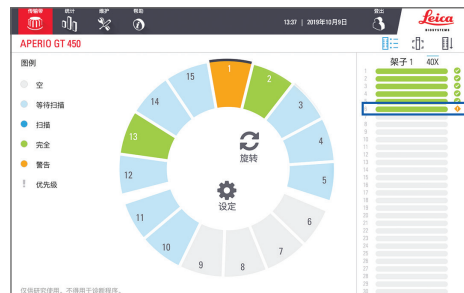 传输带 统计 维护 帮助 13:37 | 2019年10月9日 登出 Leica
BIOSYSTEMS
APERIO GT 450
图例 架子 1 40X
空
等待扫描
扫描
完全
警告
! 优先级
1
2
3
4
5
6
7
8
9
10
11
12
13
14
15
旋转
设定
仅供研究使用。不得用于诊断程序。